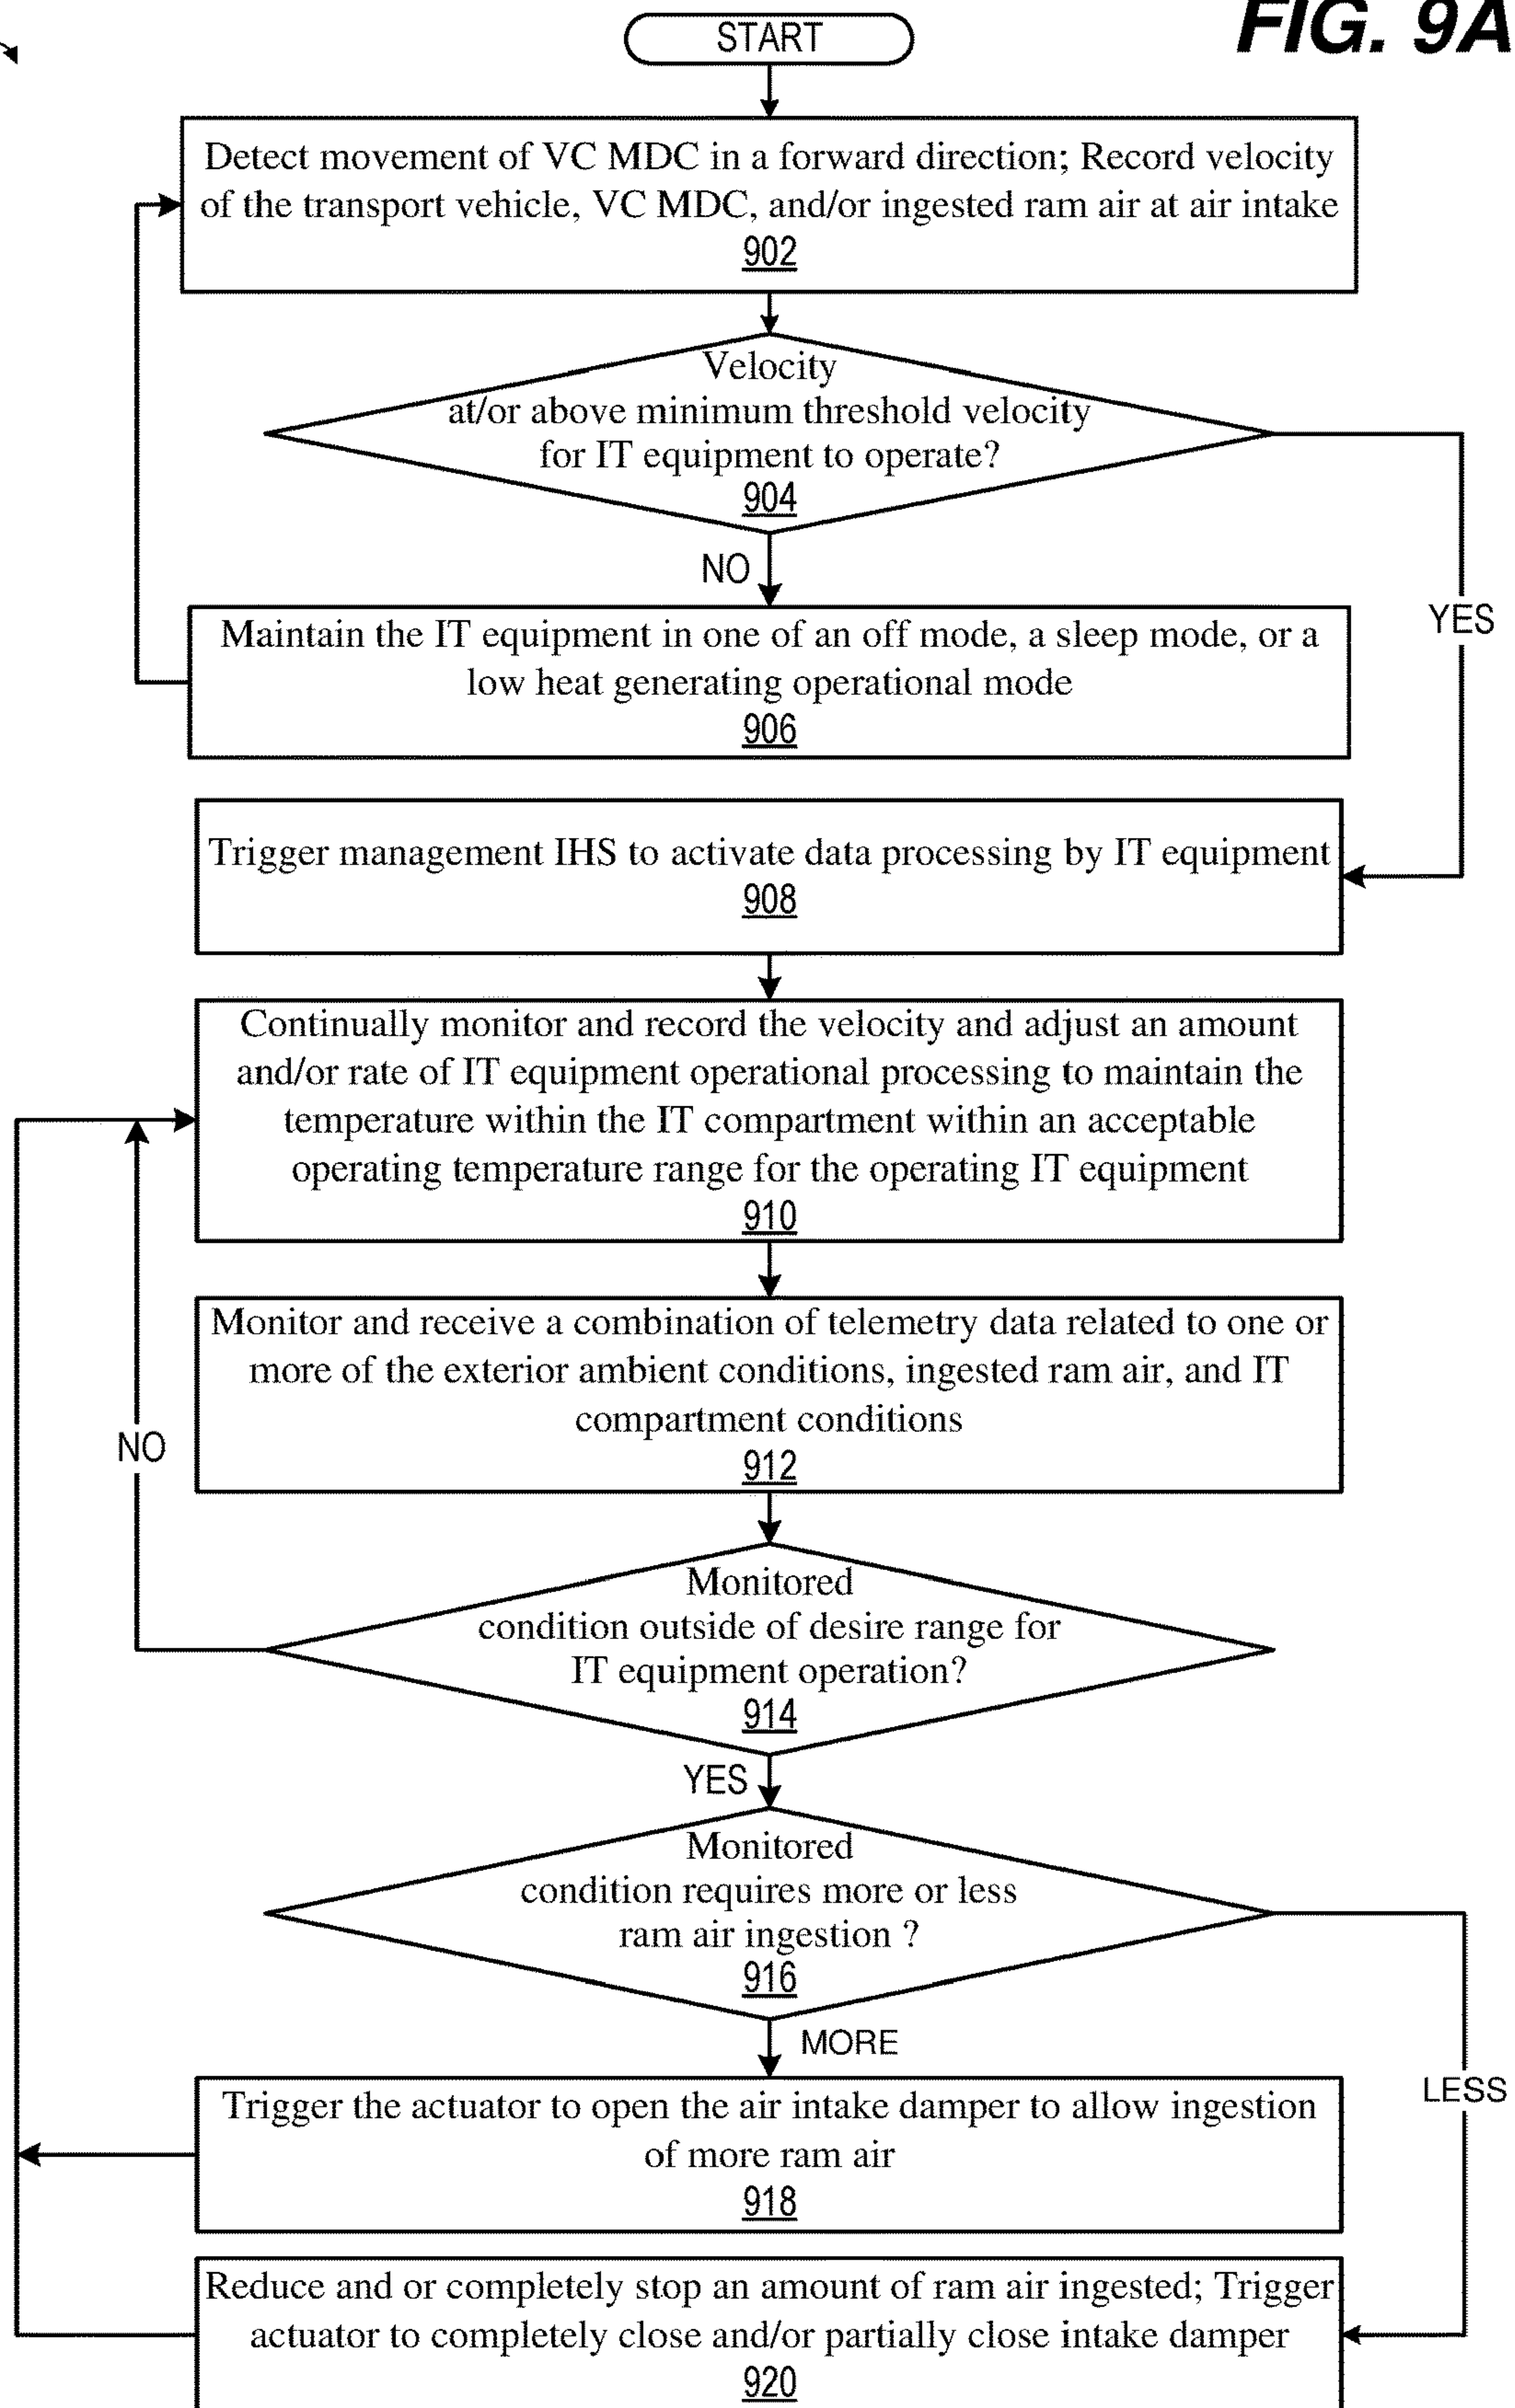 FIG. 9A
START
Detect movement of VC MDC in a forward direction; Record velocity
of the transport vehicle, VC MDC, and/or ingested ram air at air intake
902
Velocity
at/or above minimum threshold velocity
for IT equipment to operate?
904
NO
YES
Maintain the IT equipment in one of an off mode, a sleep mode, or a
low heat generating operational mode
906
Trigger management IHS to activate data processing by IT equipment
908
Continually monitor and record the velocity and adjust an amount
and/or rate of IT equipment operational processing to maintain the
temperature within the IT compartment within an acceptable
operating temperature range for the operating IT equipment
910
Monitor and receive a combination of telemetry data related to one or
more of the exterior ambient conditions, ingested ram air, and IT
compartment conditions
912
NO
Monitored
condition outside of desire range for
IT equipment operation?
914
YES
Monitored
condition requires more or less
ram air ingestion ?
916
MORE
LESS
Trigger the actuator to open the air intake damper to allow ingestion
of more ram air
918
Reduce and or completely stop an amount of ram air ingested; Trigger
actuator to completely close and/or partially close intake damper
920